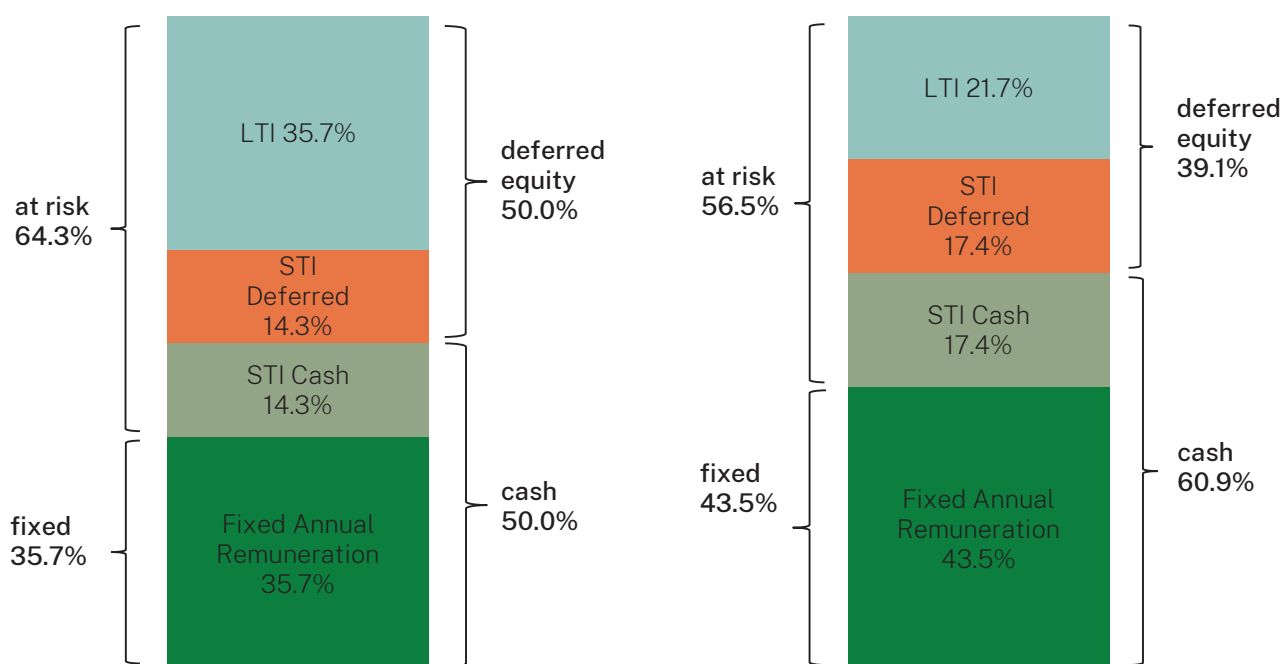 at risk
64.3%
fixed
35.7%
LTI 35.7%
STI
Deferred
14.3%
STI Cash
14.3%
Fixed Annual
Remuneration
35.7%
deferred
equity
50.0%
cash
50.0%
at risk
56.5%
fixed
43.5%
LTI 21.7%
STI
Deferred
17.4%
STI Cash
17.4%
Fixed Annual
Remuneration
43.5%
deferred
equity
39.1%
cash
60.9%